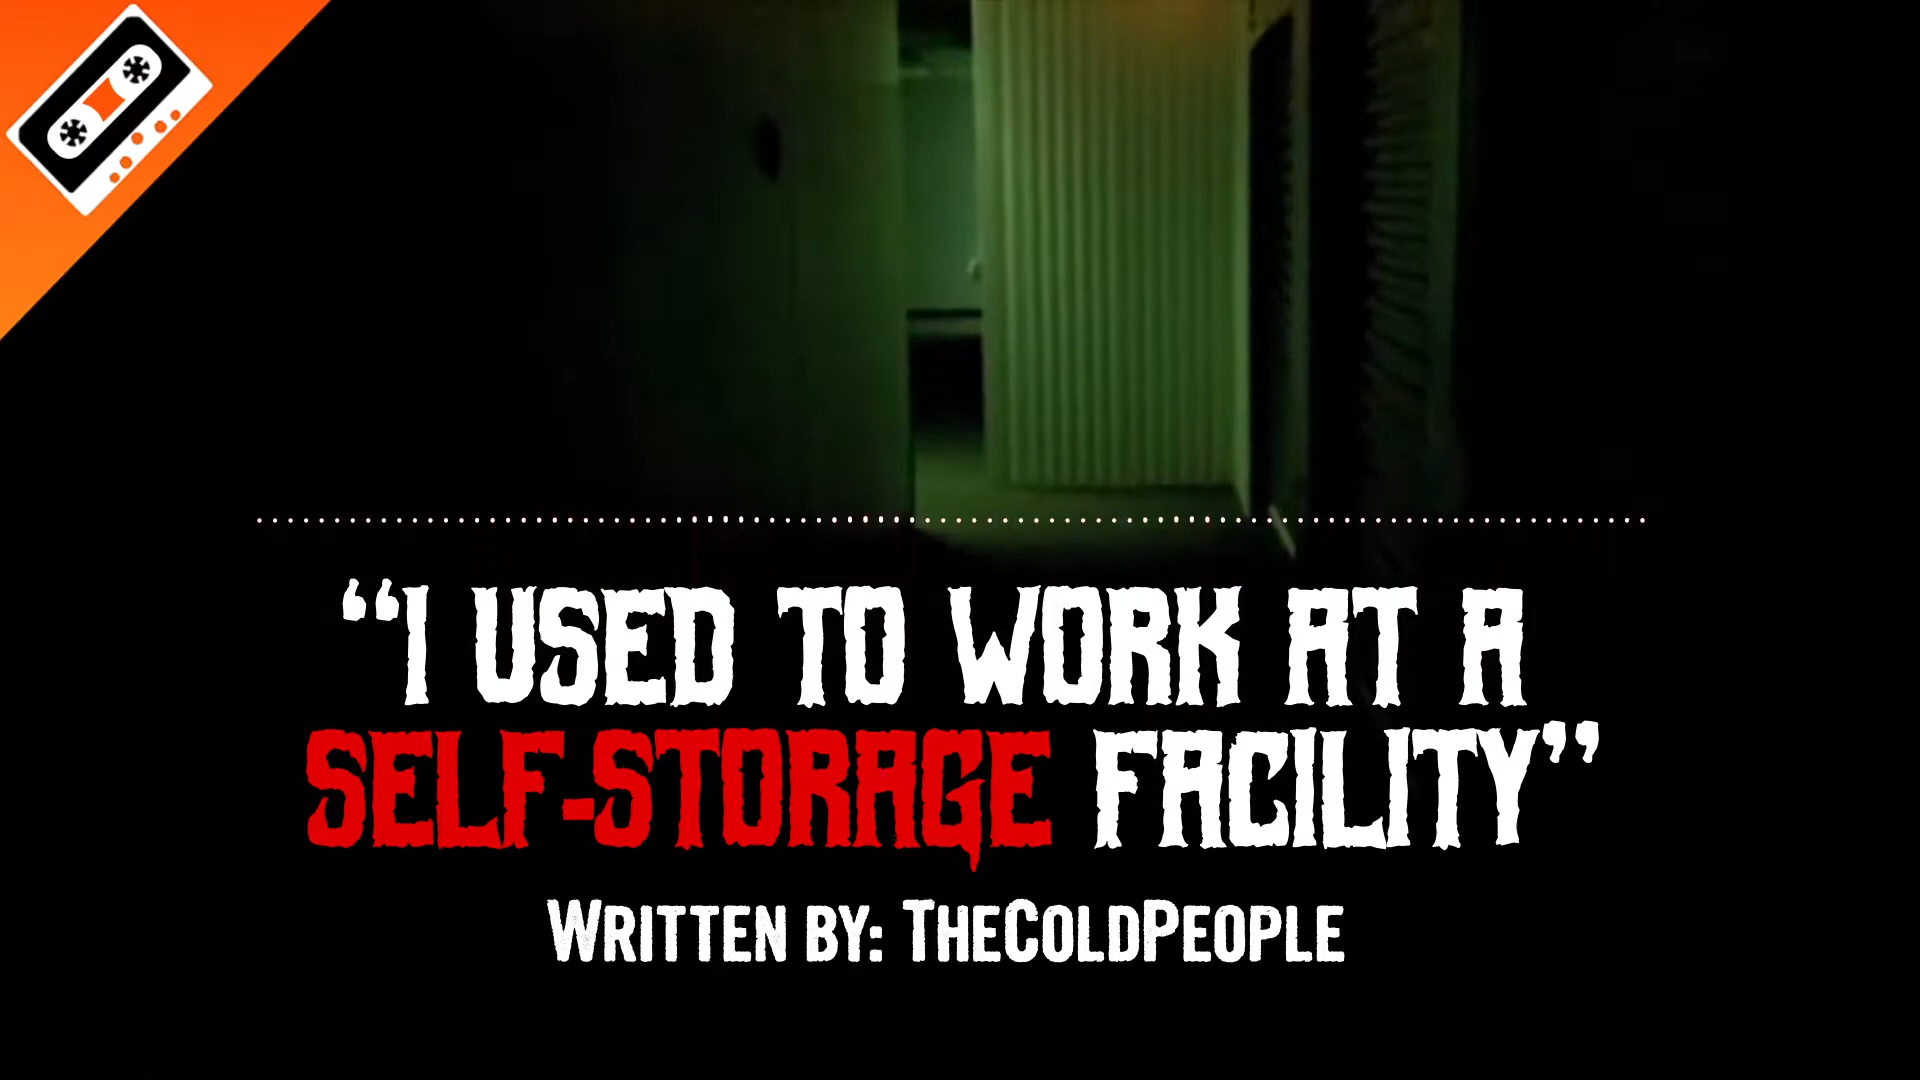 “I USED TO WORK AT A
SELF-STORAGE FACILITY”
WRITTEN BY: THECOLDPEOPLE